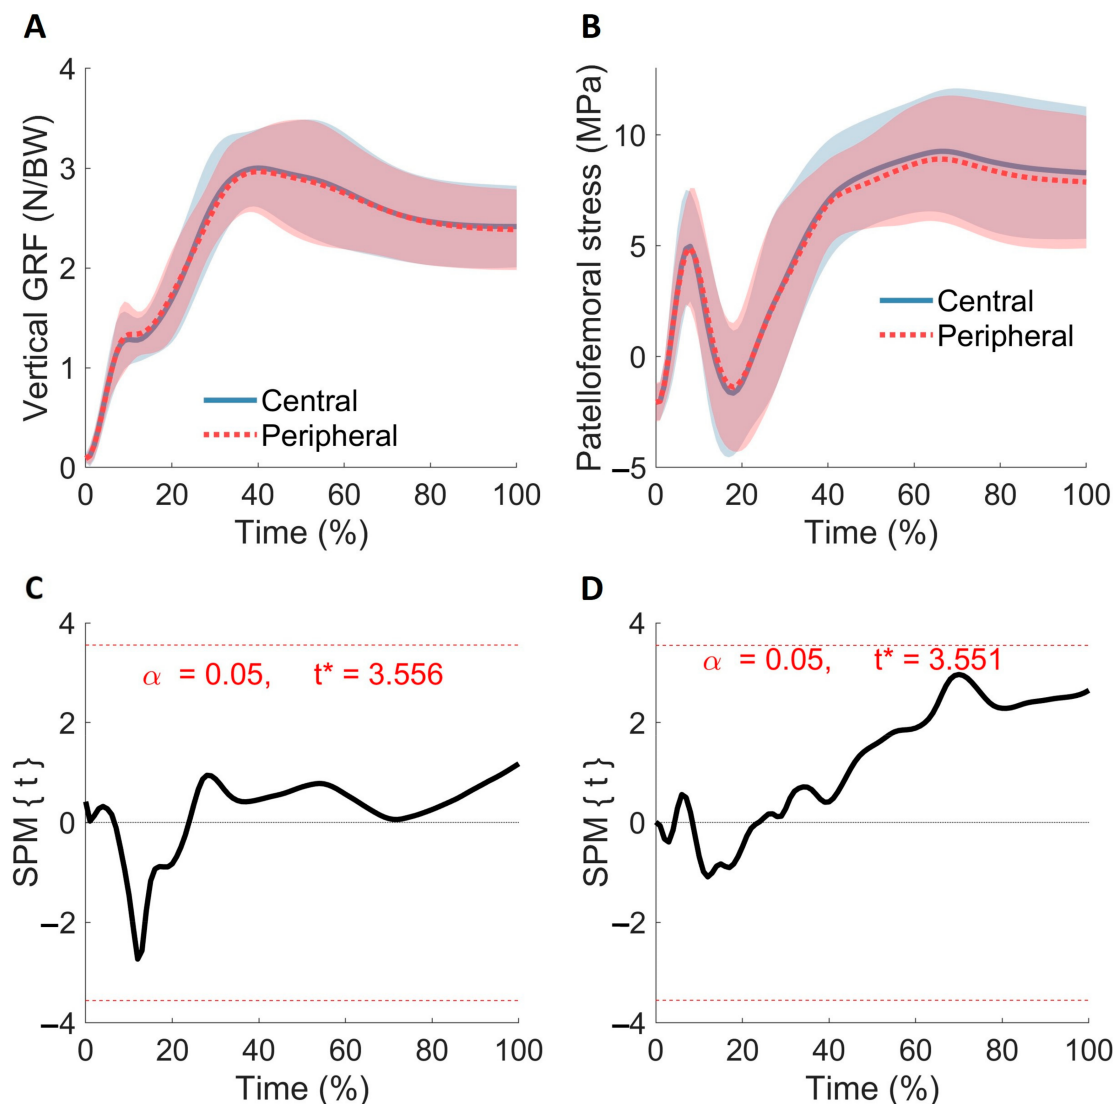 A
Vertical GRF (N/BW)
4
3
2
1
0
Central
Peripheral
0 20 40 60 80 100
Time (%)
B
Patellofemoral stress (MPa)
10
5
0
−5
Central
Peripheral
0 20 40 60 80 100
Time (%)
C
SPM { t }
4
2
0
−2
−4
α = 0.05, t* = 3.556
0 20 40 60 80 100
Time (%)
D
SPM { t }
4
2
0
−2
−4
α = 0.05, t* = 3.551
0 20 40 60 80 100
Time (%)